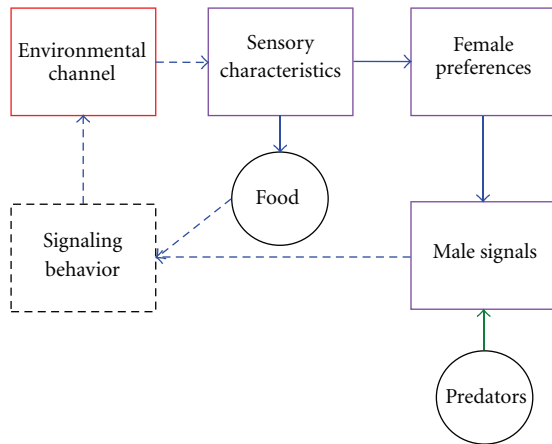 Environmental
channel
Sensory
characteristics
Female
preferences
Food
Signaling
behavior
Male signals
Predators